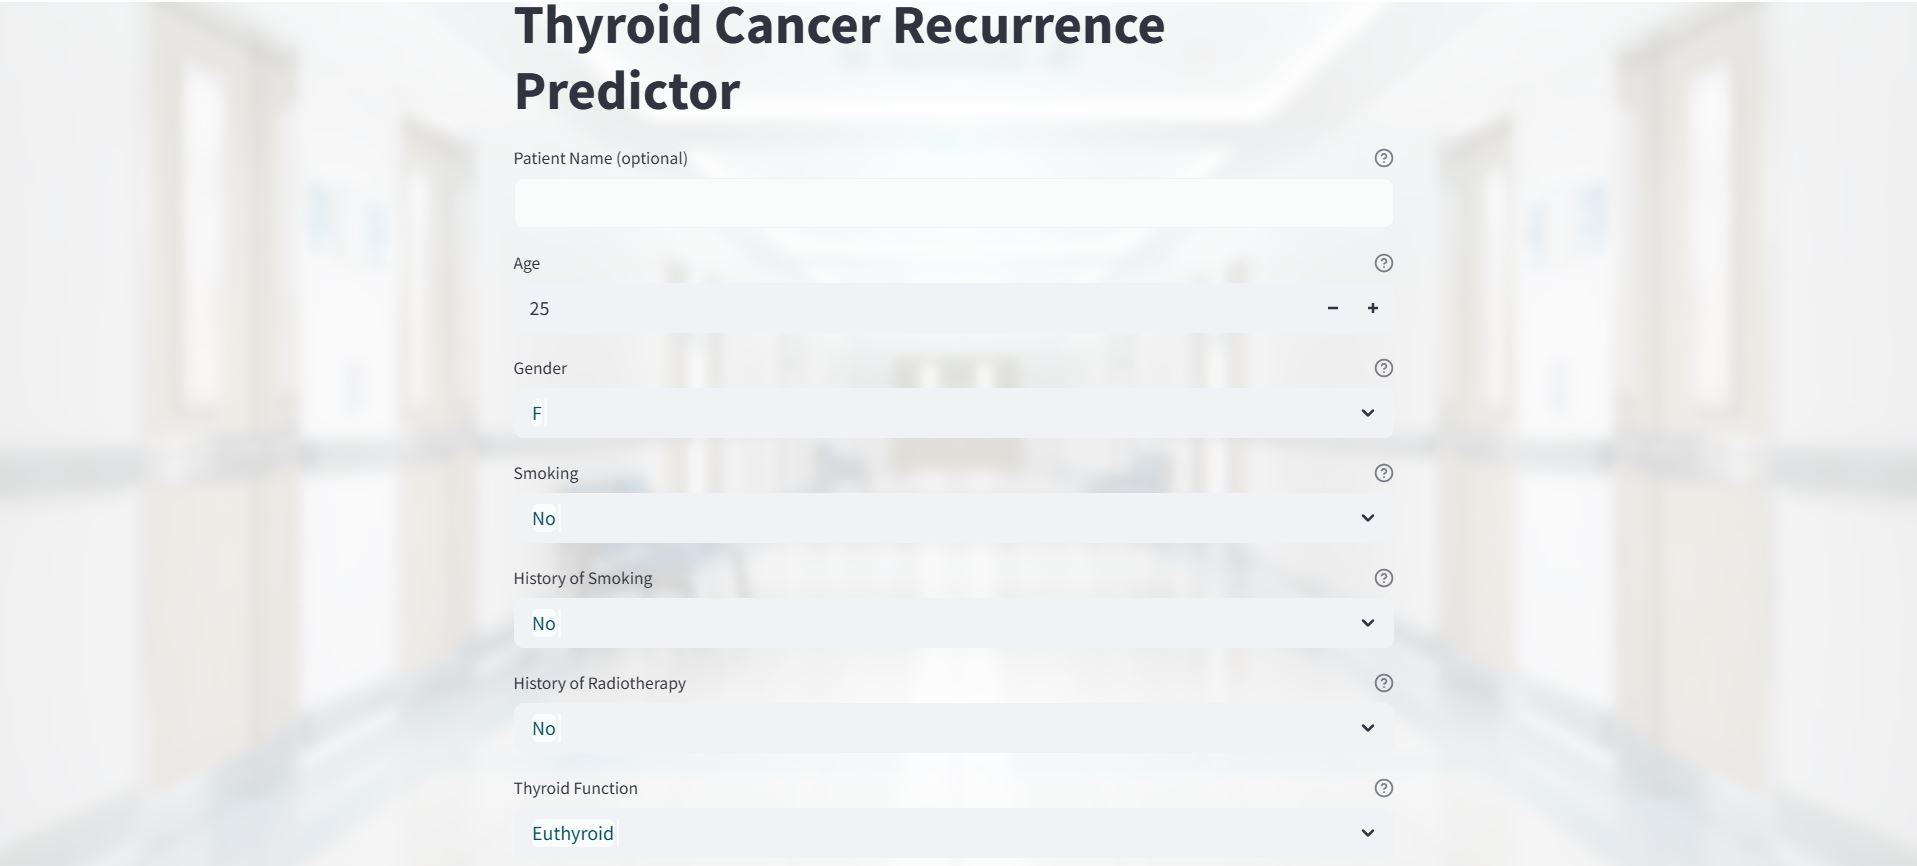 Thyroid Cancer Recurrence
Predictor
Patient Name (optional)
Age
25
Gender
F
Smoking
No
History of Smoking
No
History of Radiotherapy
No
Thyroid Function
Euthyroid